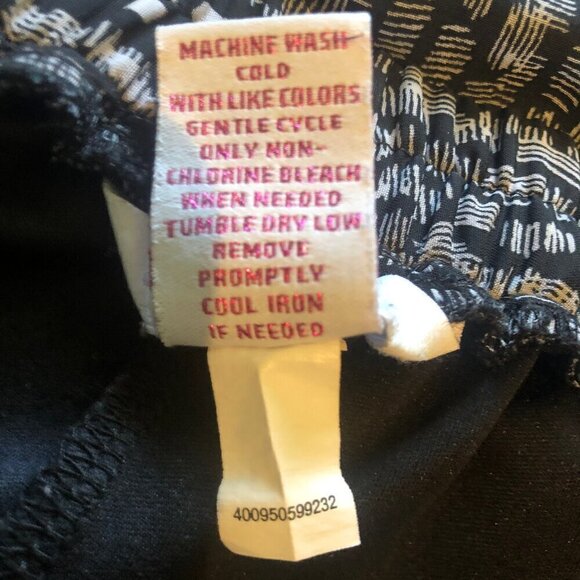 MACHINE WASH
COLD
WITH LIKE COLORS
GENTLE CYCLE
ONLY NON-
CHLORINE BLEACH
WHEN NEEDED
TUMBLE DRY LOW
REMOVE
PROMPTLY
COOL IRON
IF NEEDED
400950599232